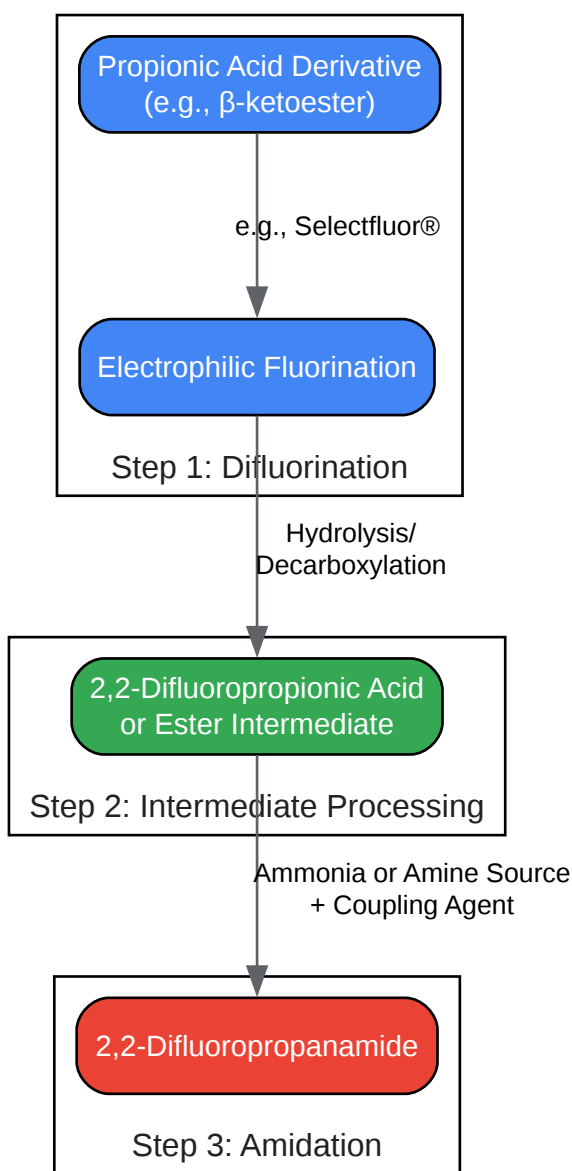 Propionic Acid Derivative
(e.g., β-ketoester)
e.g., Selectfluor®
Electrophilic Fluorination
Step 1: Difluorination
Hydrolysis/
Decarboxylation
2,2-Difluoropropionic Acid
or Ester Intermediate
Step 2: Intermediate Processing
Ammonia or Amine Source
+ Coupling Agent
2,2-Difluoropropanamide
Step 3: Amidation